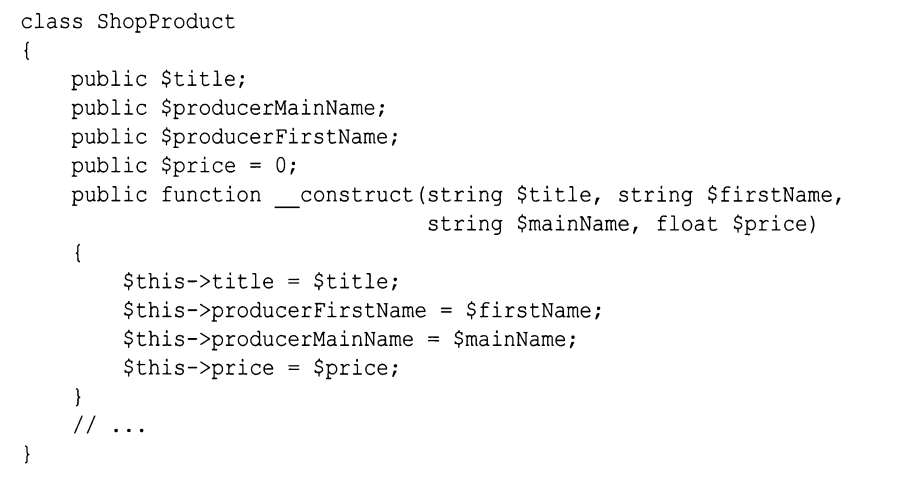 class ShopProduct
{
    public $title;
    public $producerMainName;
    public $producerFirstName;
    public $price = 0;
    public function __construct(string $title, string $firstName,
                                string $mainName, float $price)
    {
        $this->title = $title;
        $this->producerFirstName = $firstName;
        $this->producerMainName = $mainName;
        $this->price = $price;
    }
    // ...
}